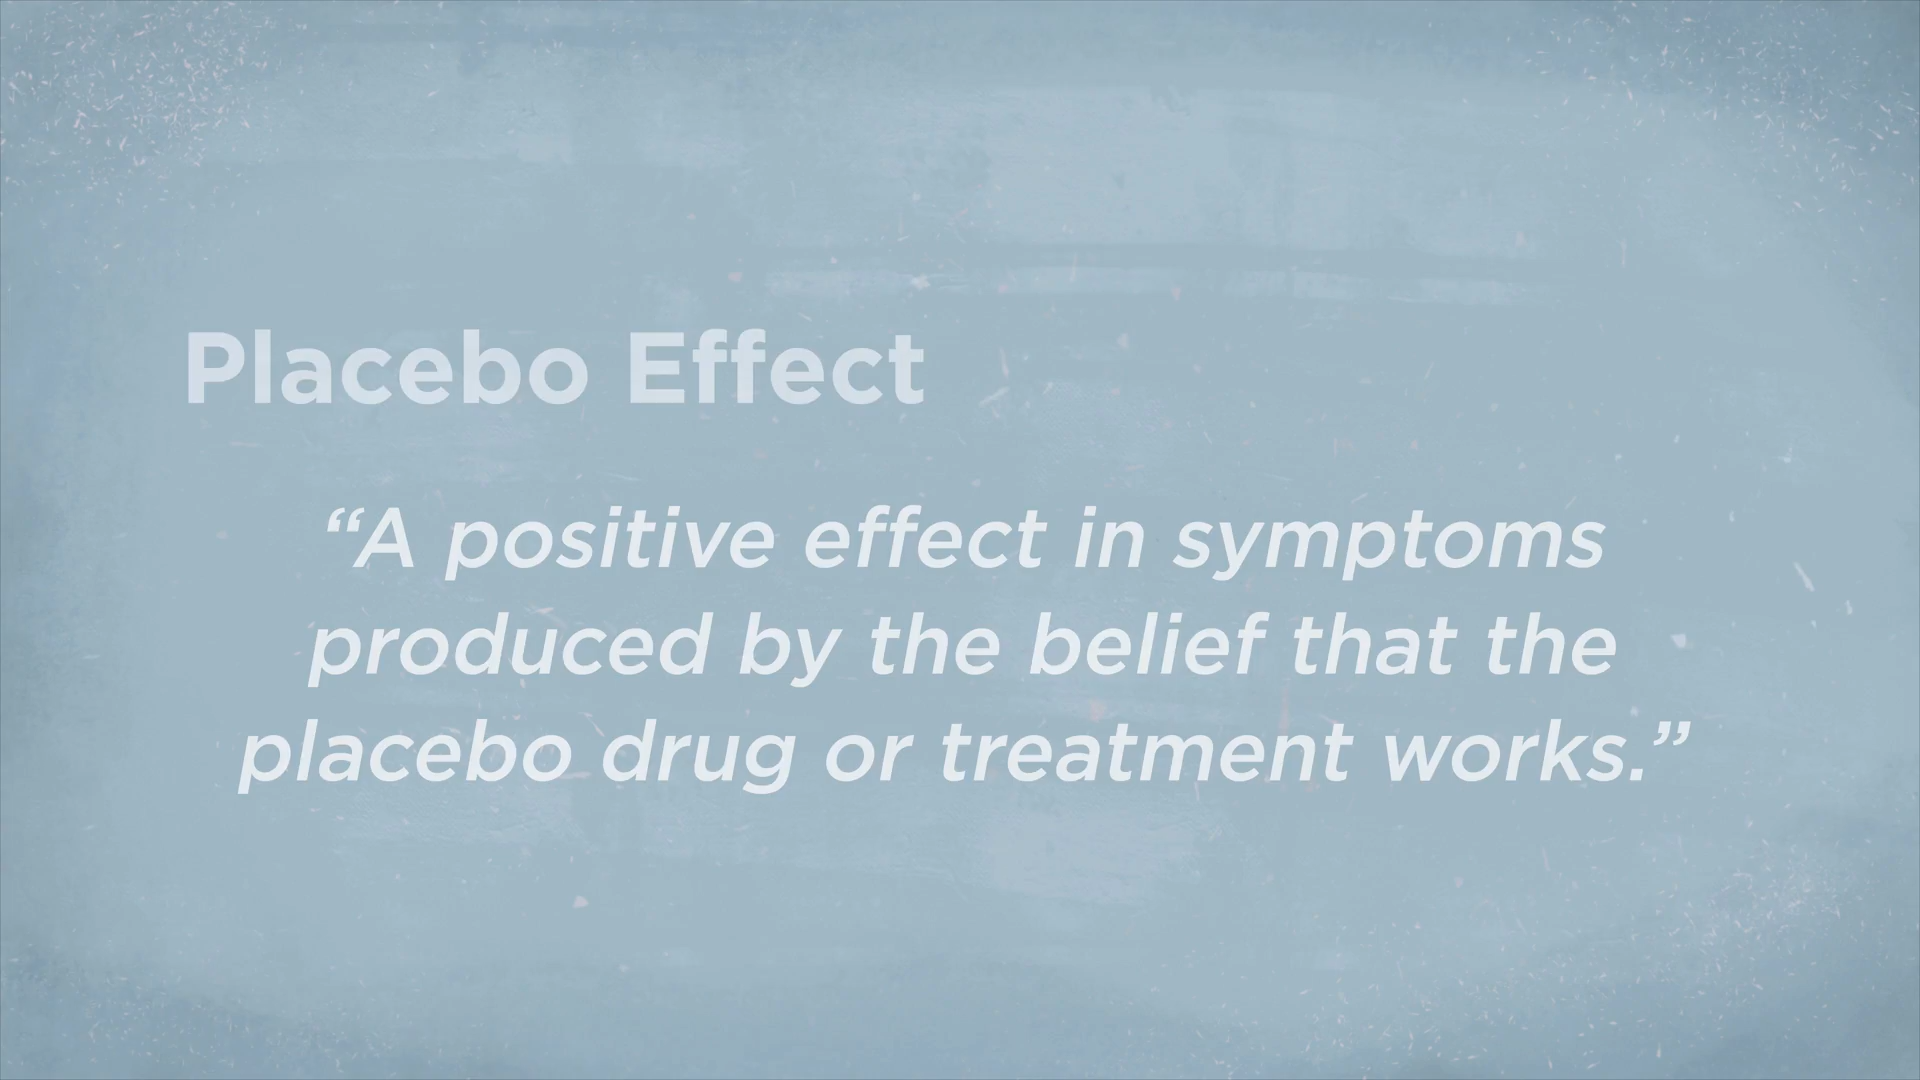 Placebo Effect
“A positive effect in symptoms
produced by the belief that the
placebo drug or treatment works.”